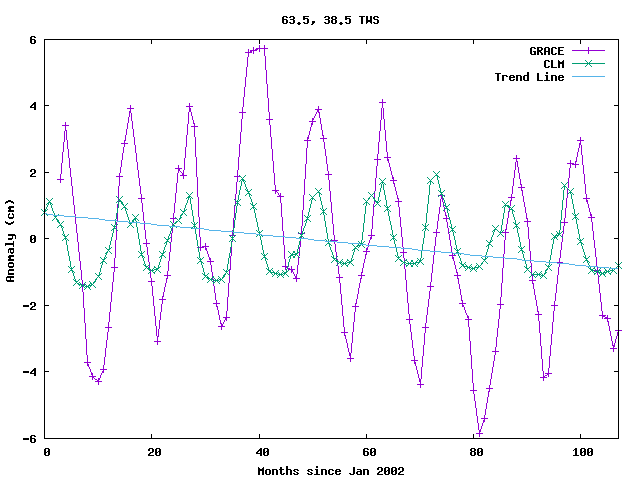 63.5, 38.5 TWS
GRACE
CLM
Trend Line
6
4
2
0
-2
-4
-6
Anomaly (cm)
0 20 40 60 80 100
Months since Jan 2002